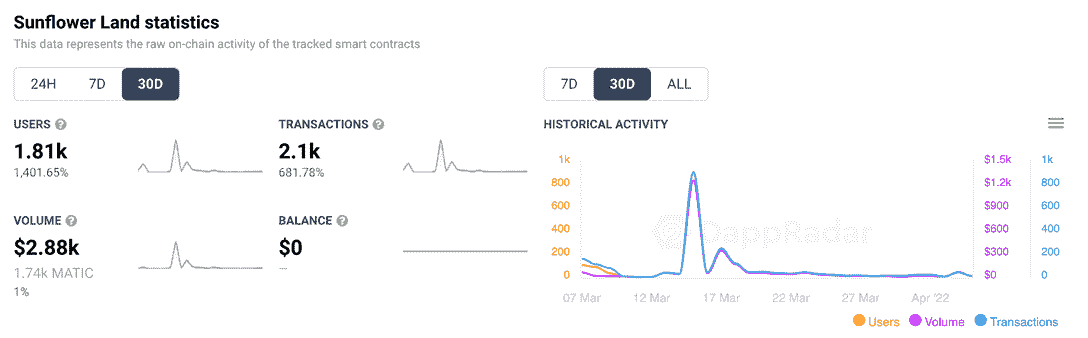 Sunflower Land statistics
This data represents the raw on-chain activity of the tracked smart contracts
24H 7D 30D
USERS ?
1.81k
1,401.65%
TRANSACTIONS ?
2.1k
681.78%
VOLUME ?
$2.88k
1.74k MATIC
1%
BALANCE ?
$0
—
7D 30D ALL
HISTORICAL ACTIVITY
1k $1.5k 1k
800 $1.2k 800
600 $900 600
400 $600 400
200 $300 200
0 $0 0
DappRadar
07 Mar 12 Mar 17 Mar 22 Mar 27 Mar Apr '22
Users Volume Transactions